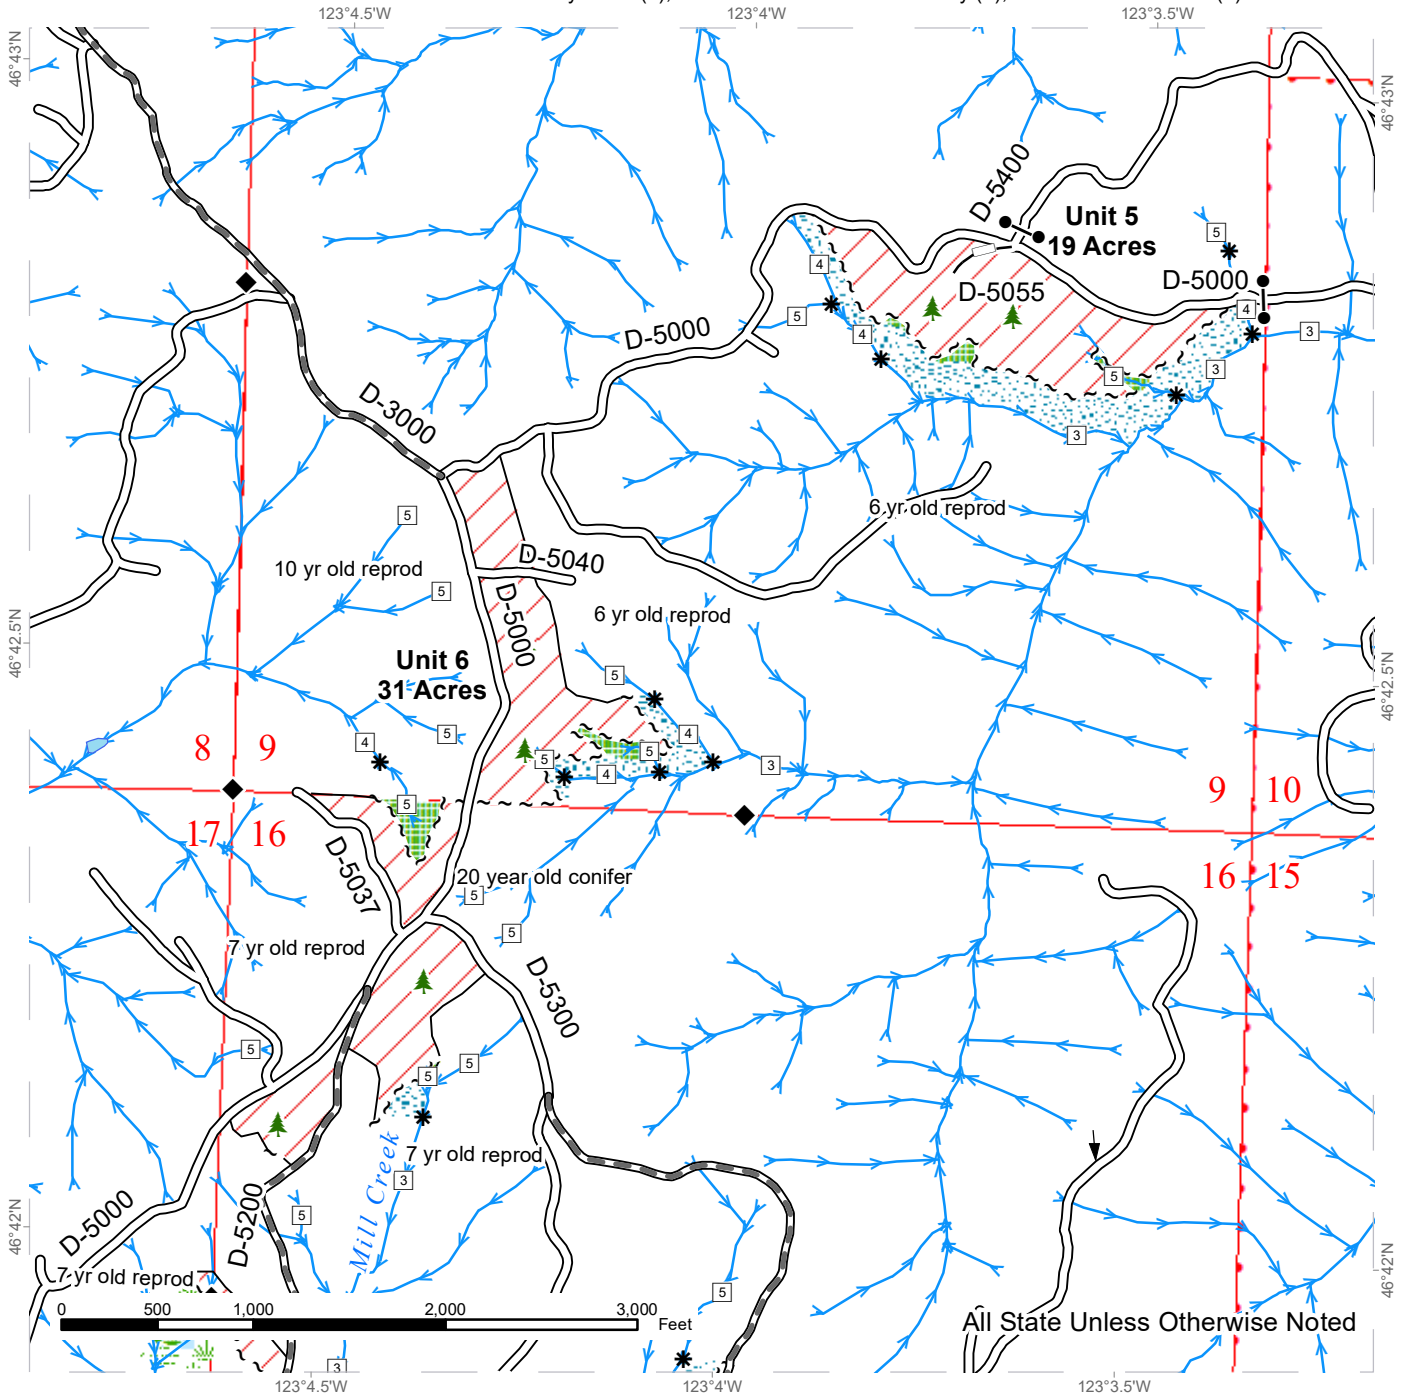 123°4.5'W
123°4'W
123°3.5'W
46°43'N
46°43'N
D-5400
Unit 5
19 Acres
5
4
D-5000
D-5055
5
4
3
D-5000
4
3
5
D-3000
3
6 yr old reprod
5
D-5040
10 yr old reprod
5
D-5000
6 yr old reprod
46°42.5'N
46°42.5'N
Unit 6
31 Acres
5
5
4
4
5
8
9
5
4
3
9
10
5
17
16
D-5037
20 year old conifer
16
15
5
5
7 yr old reprod
D-5300
5
5
5
Mill Creek
7 yr old reprod
3
D-5000
D-5200
5
46°42'N
46°42'N
7 yr old reprod
5
0
500
1,000
2,000
3,000
Feet
All State Unless Otherwise Noted
3
123°4.5'W
123°4'W
123°3.5'W